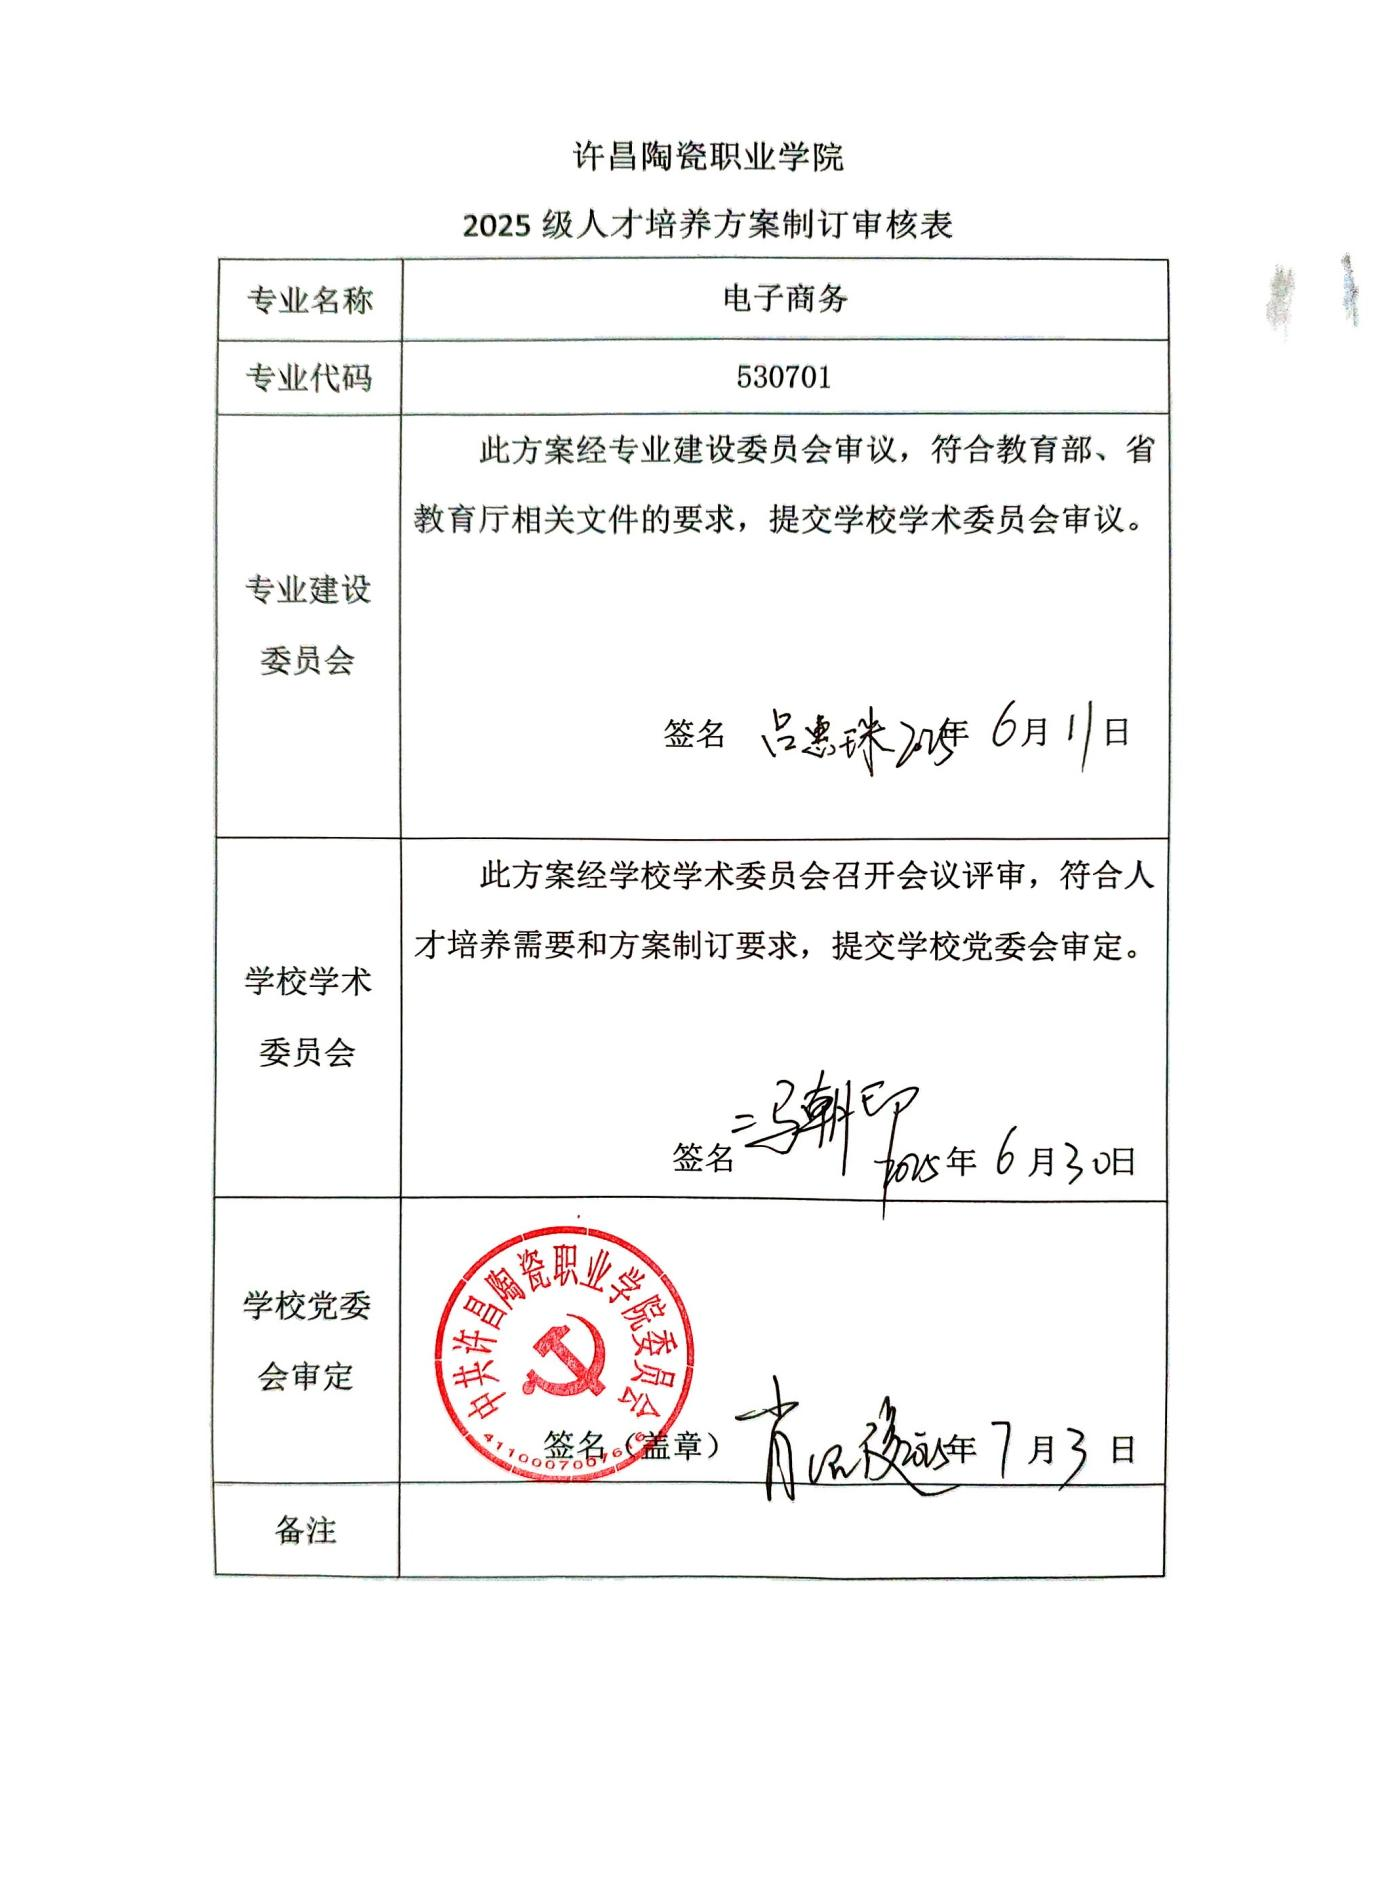 许昌陶瓷职业学院
2025 级人才培养方案制订审核表
专业名称
电子商务
专业代码
530701
专业建设
委员会
此方案经专业建设委员会审议，符合教育部、省
教育厅相关文件的要求，提交学校学术委员会审议。
签名 吕惠珠 2025年 6月 11日
学校学术
委员会
此方案经学校学术委员会召开会议评审，符合人
才培养需要和方案制订要求，提交学校党委会审定。
签名 冯朝印
2025年 6月30日
学校党委
会审定
中共许昌陶瓷职业学院委员会
签名（盖章） 肖 2025年 7月3日
备注